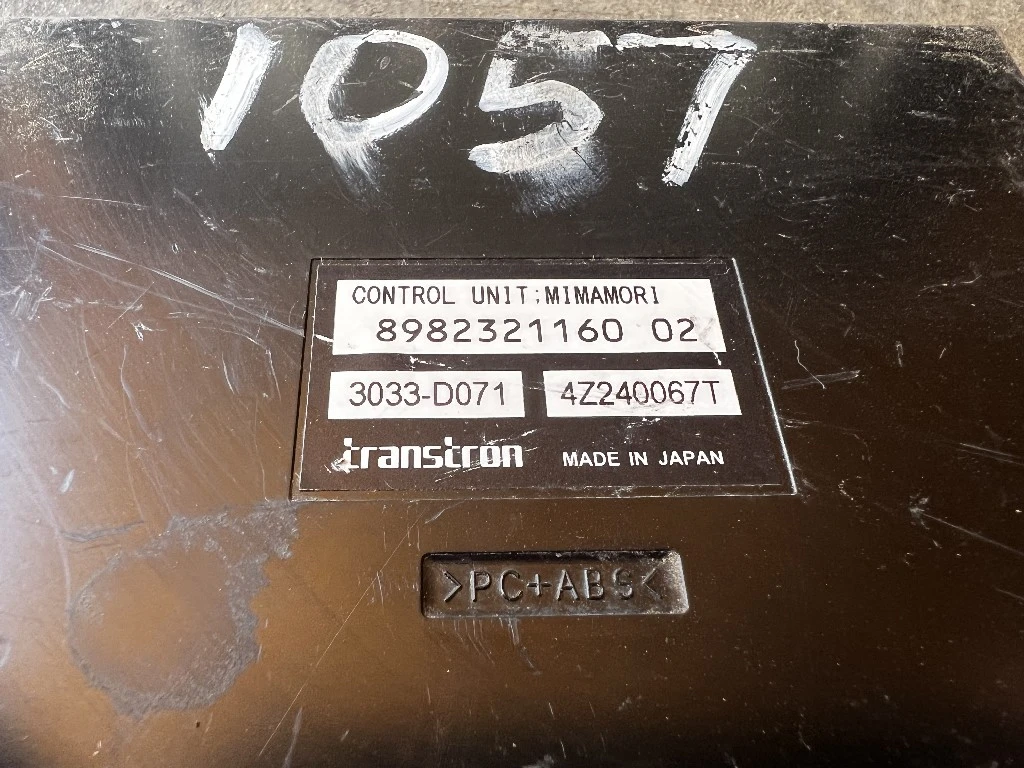 1057
CONTROL UNIT;MIMAMORI
8982321160 02
3033-D071 4Z240067T
transtron MADE IN JAPAN
>PC+ABS<